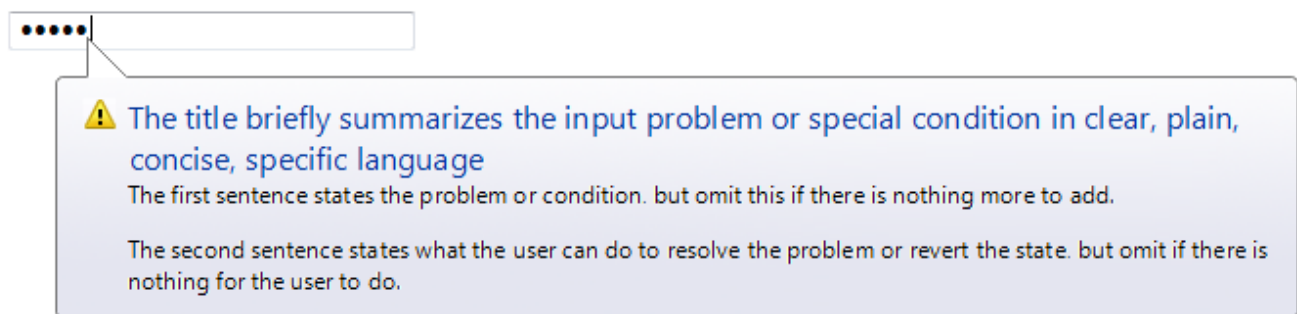 •••••
The title briefly summarizes the input problem or special condition in clear, plain,
concise, specific language
The first sentence states the problem or condition. but omit this if there is nothing more to add.
The second sentence states what the user can do to resolve the problem or revert the state. but omit if there is
nothing for the user to do.